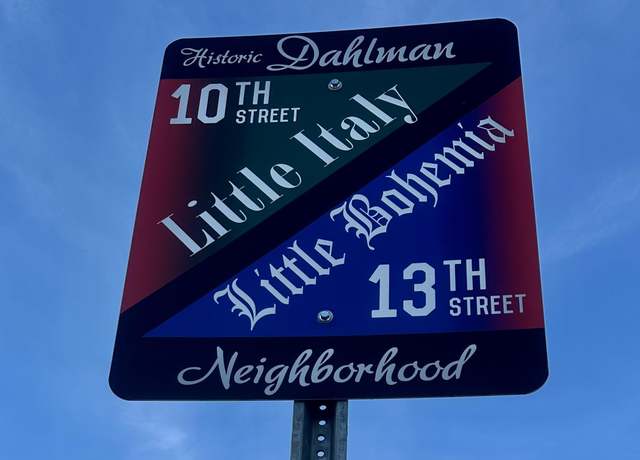 Historic Dahlman
10TH
STREET
Little Italy
Little Bohemia
13TH
STREET
Neighborhood